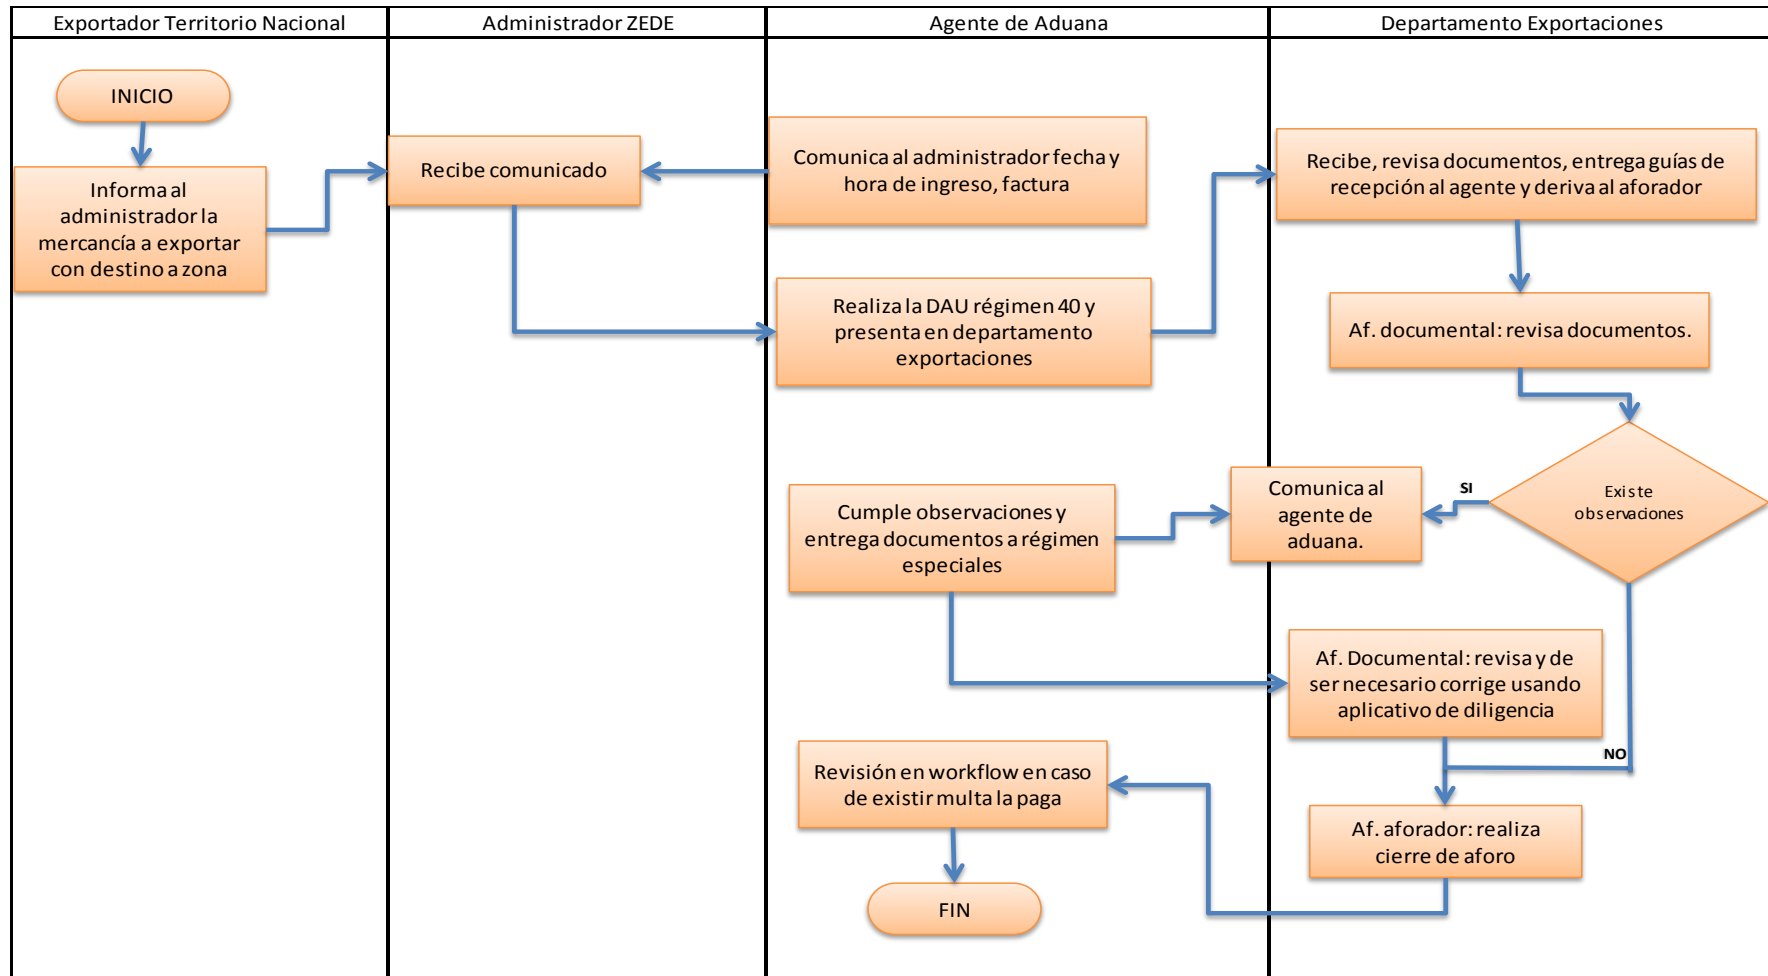 Exportador Territorio Nacional
Administrador ZEDE
Agente de Aduana
Departamento Exportaciones
INICIO
Informa al
administrador la
mercancía a exportar
con destino a zona
Recibe comunicado
Comunica al administrador fecha y
hora de ingreso, factura
Recibe, revisa documentos, entrega guías de
recepción al agente y deriva al aforador
Realiza la DAU régimen 40 y
presenta en departamento
exportaciones
Af. documental: revisa documentos.
Existe
observaciones
SI
Comunica al
agente de
aduana.
Cumple observaciones y
entrega documentos a régimen
especiales
Af. Documental: revisa y de
ser necesario corrige usando
aplicativo de diligencia
NO
Revisión en workflow en caso
de existir multa la paga
Af. aforador: realiza
cierre de aforo
FIN